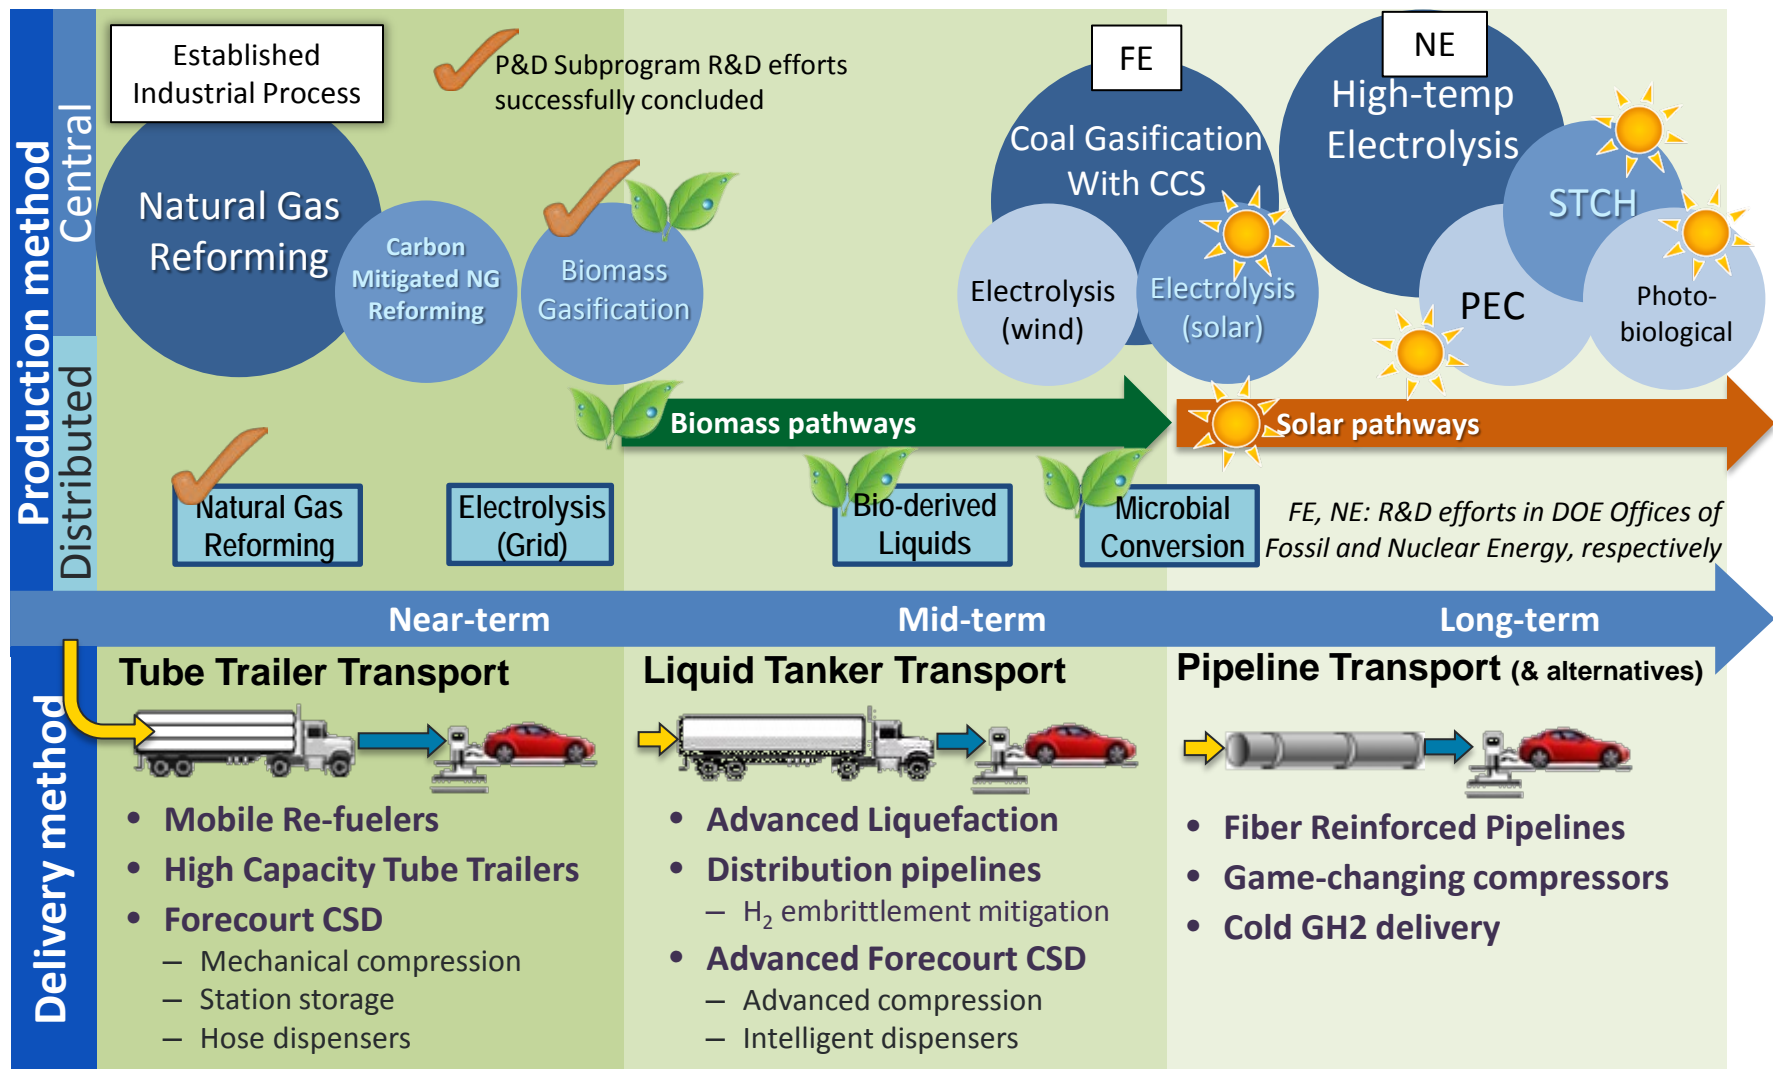 Production method
Central
Distributed
Established
Industrial Process
P&D Subprogram R&D efforts
successfully concluded
FE
NE
Natural Gas
Reforming
Carbon
Mitigated NG
Reforming
Biomass
Gasification
Coal Gasification
With CCS
Electrolysis
(wind)
Electrolysis
(solar)
High-temp
Electrolysis
STCH
PEC
Photo-
biological
Biomass pathways
Solar pathways
Natural Gas
Reforming
Electrolysis
(Grid)
Bio-derived
Liquids
Microbial
Conversion
FE, NE: R&D efforts in DOE Offices of
Fossil and Nuclear Energy, respectively
Near-term
Mid-term
Long-term
Delivery method
Tube Trailer Transport
• Mobile Re-fuelers
• High Capacity Tube Trailers
• Forecourt CSD
– Mechanical compression
– Station storage
– Hose dispensers
Liquid Tanker Transport
• Advanced Liquefaction
• Distribution pipelines
– H₂ embrittlement mitigation
• Advanced Forecourt CSD
– Advanced compression
– Intelligent dispensers
Pipeline Transport (& alternatives)
• Fiber Reinforced Pipelines
• Game-changing compressors
• Cold GH2 delivery